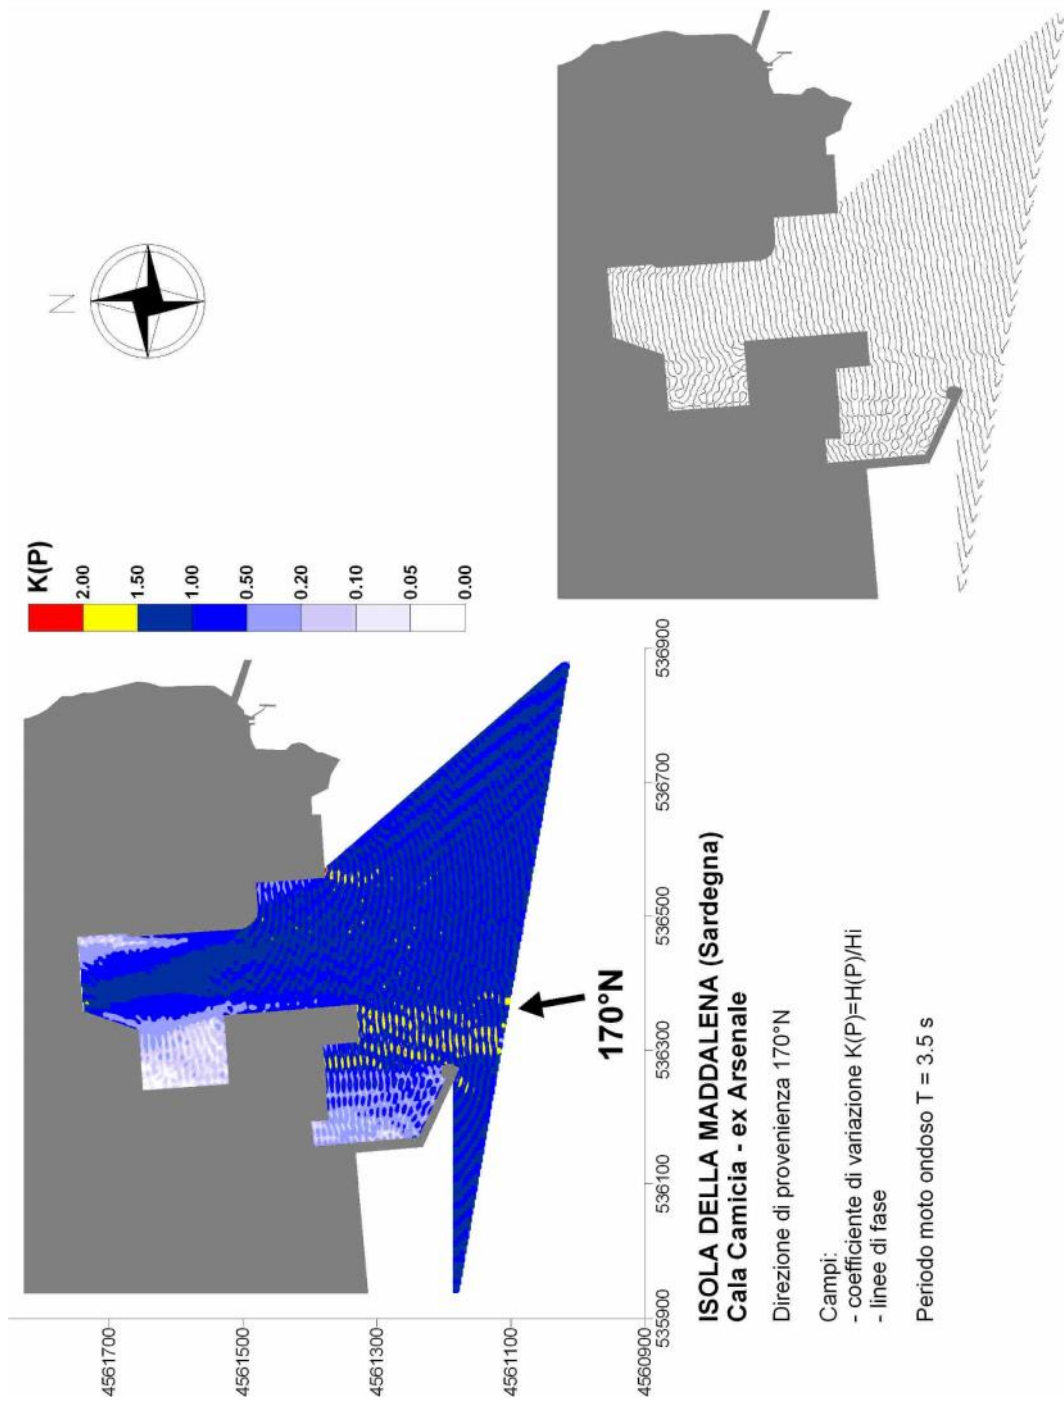 N
K(P)
2.00
1.50
1.00
0.50
0.20
0.10
0.05
0.00
4561700
4561500
4561300
4561100
4560900
535900
536100
536300
536500
536700
536900
170°N
ISOLA DELLA MADDALENA (Sardegna)
Cala Camicia - ex Arsenale
Direzione di provenienza 170°N
Campi:
- coefficiente di variazione K(P)=H(P)/Hi
- linee di fase
Periodo moto ondoso T = 3.5 s